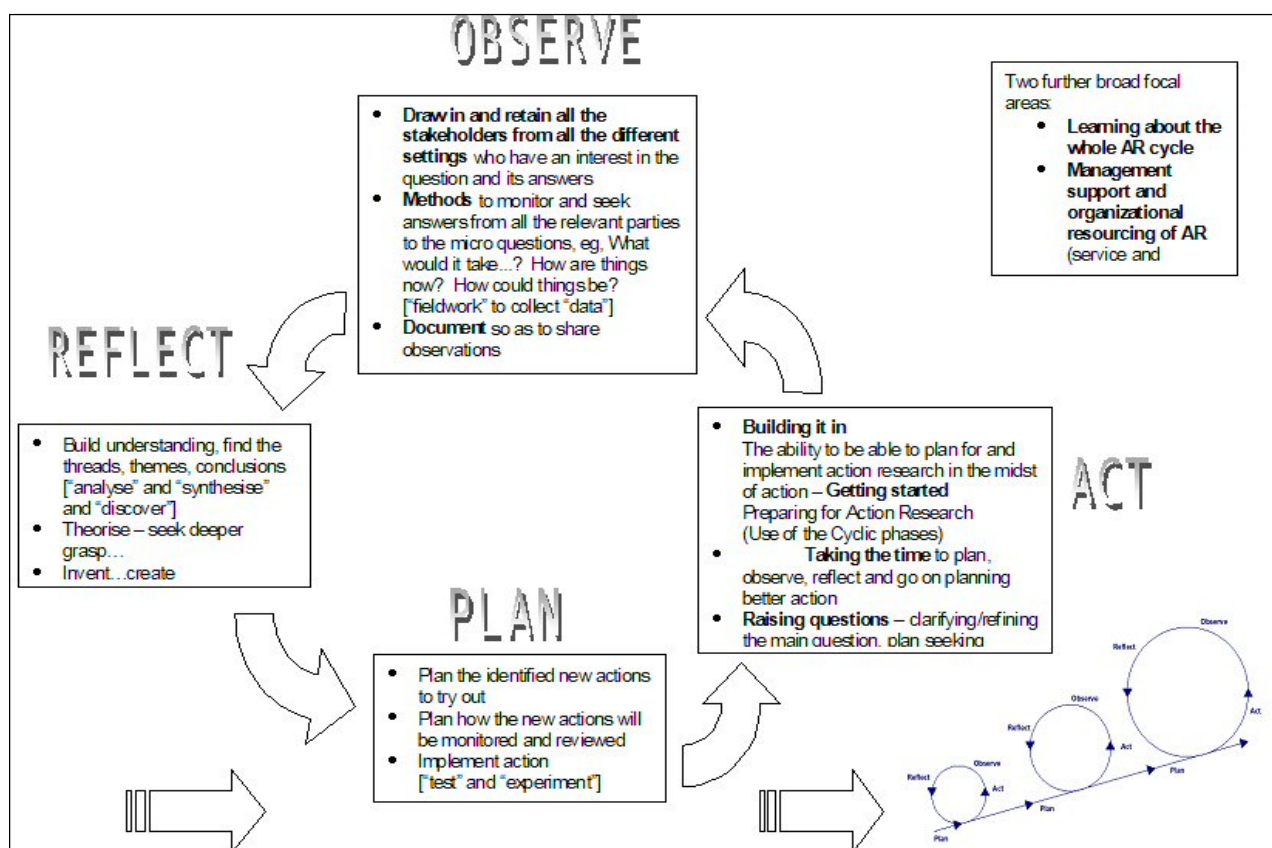 OBSERVE
• Draw in and retain all the
stakeholders from all the different
settings who have an interest in the
question and its answers
• Methods to monitor and seek
answers from all the relevant parties
to the micro questions, eg, What
would it take...? How are things
now? How could things be?
[“fieldwork” to collect “data”]
• Document so as to share
observations
Two further broad focal
areas:
• Learning about the
whole AR cycle
• Management
support and
organizational
resourcing of AR
(service and
REFLECT
• Build understanding, find the
threads, themes, conclusions
[“analyse” and “synthesise”
and “discover”]
• Theorise – seek deeper
grasp…
• Invent…create
ACT
• Building it in
The ability to be able to plan for and
implement action research in the midst
of action – Getting started
Preparing for Action Research
(Use of the Cyclic phases)
• Taking the time to plan,
observe, reflect and go on planning
better action
• Raising questions – clarifying/refining
the main question, plan seeking
PLAN
• Plan the identified new actions
to try out
• Plan how the new actions will
be monitored and reviewed
• Implement action
[“test” and “experiment”]
Observe
Reflect
Act
Plan
Observe
Reflect
Act
Plan
Observe
Reflect
Act
Plan